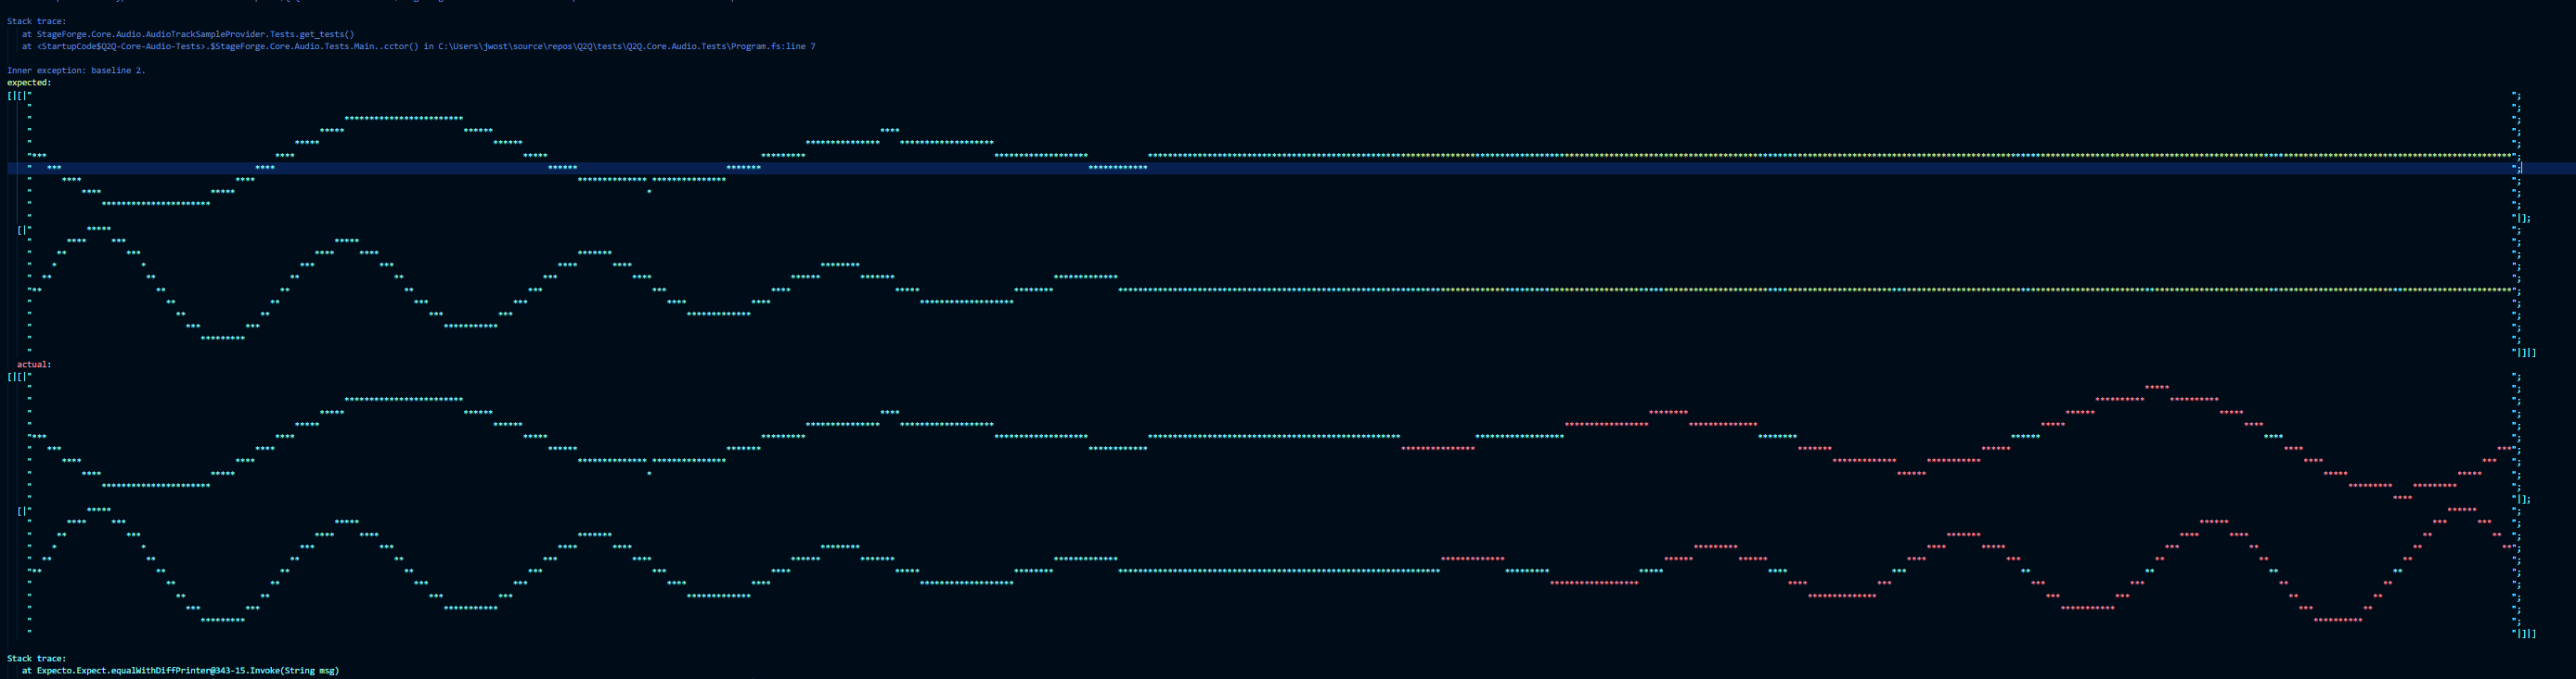 Stack trace:
at StageForge.Core.Audio.AudioTrackSampleProvider.Tests.get_tests()
at <StartupCode$Q2Q-Core-Audio-Tests>.$StageForge.Core.Audio.Tests.Main..cctor() in C:\Users\jwost\source\repos\Q2Q\tests\Q2Q.Core.Audio.Tests\Program.fs:line 7
Inner exception: baseline 2.
expected:
actual:
Stack trace:
at Expecto.Expect.equalWithDiffPrinter@343-15.Invoke(String msg)